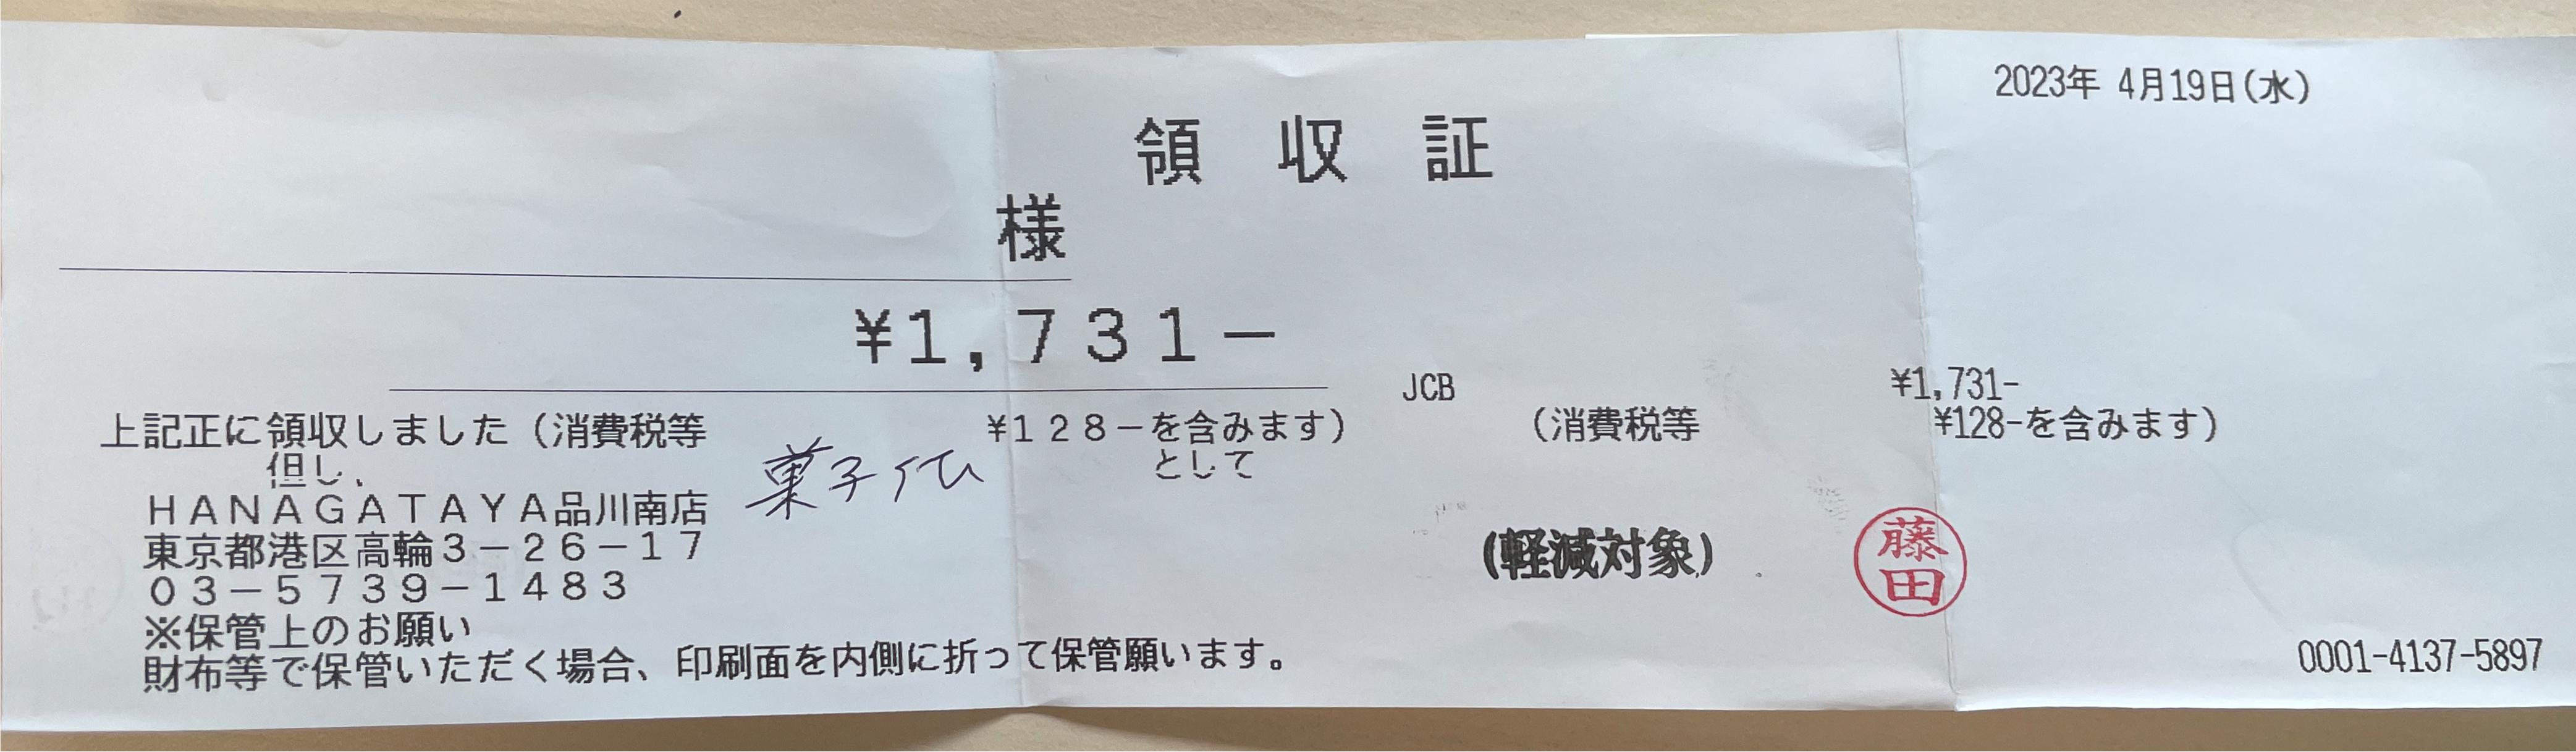 2023年 4月19日(水)
領 収 証
様
¥1,731-
JCB ¥1,731-
上記正に領収しました(消費税等 ¥128-を含みます) (消費税等 ¥128-を含みます)
但し、 菓子代 として
HANAGATAYA品川南店
東京都港区高輪3-26-17
(軽減対象)
藤田
03-5739-1483
※保管上のお願い
財布等で保管いただく場合、印刷面を内側に折って保管願います。
0001-4137-5897